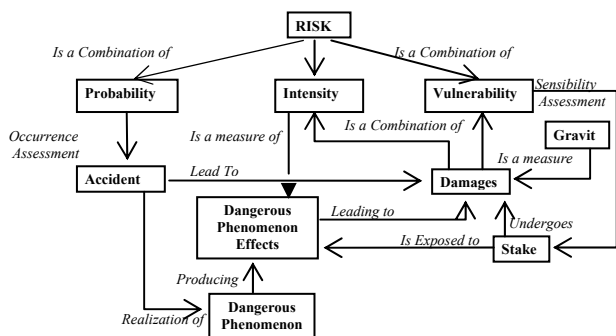 RISK
Is a Combination of
Is a Combination of
Probability
Intensity
Vulnerability
Sensibility
Assessment
Occurrence
Assessment
Is a measure of
Is a Combination of
Gravit
Is a measure
Accident
Lead To
Damages
Dangerous
Phenomenon
Effects
Leading to
Undergoes
Is Exposed to
Stake
Producing
Realization of
Dangerous
Phenomenon